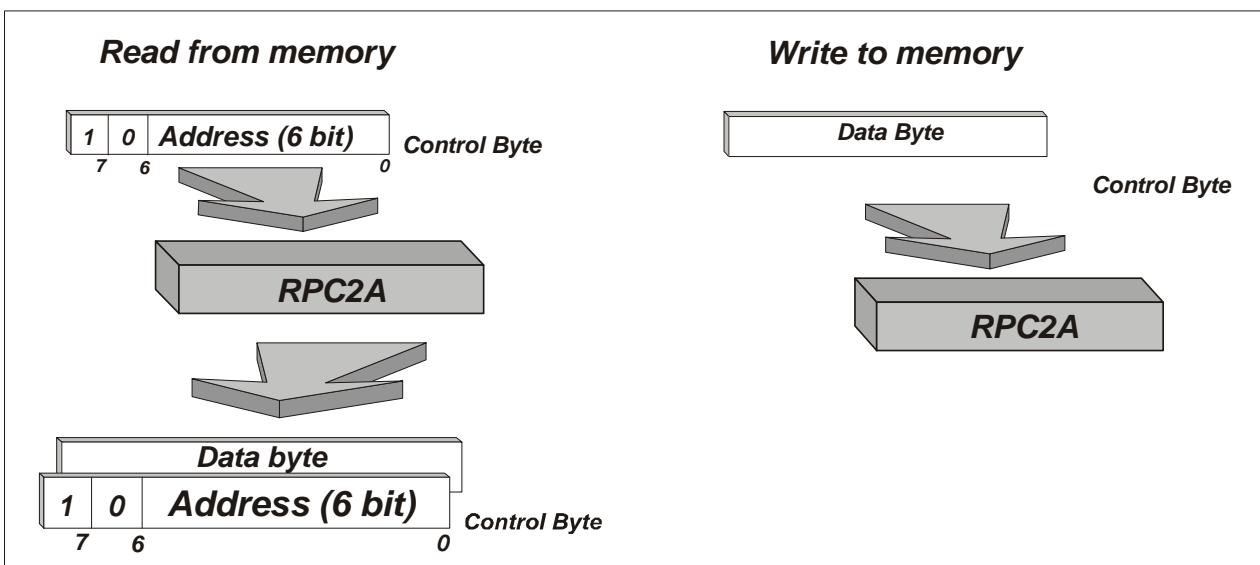 Read from memory
1 0 Address (6 bit) Control Byte
7 6 0
RPC2A
Data byte
1 0 Address (6 bit) Control Byte
7 6 0
Write to memory
Data Byte
Control Byte
RPC2A